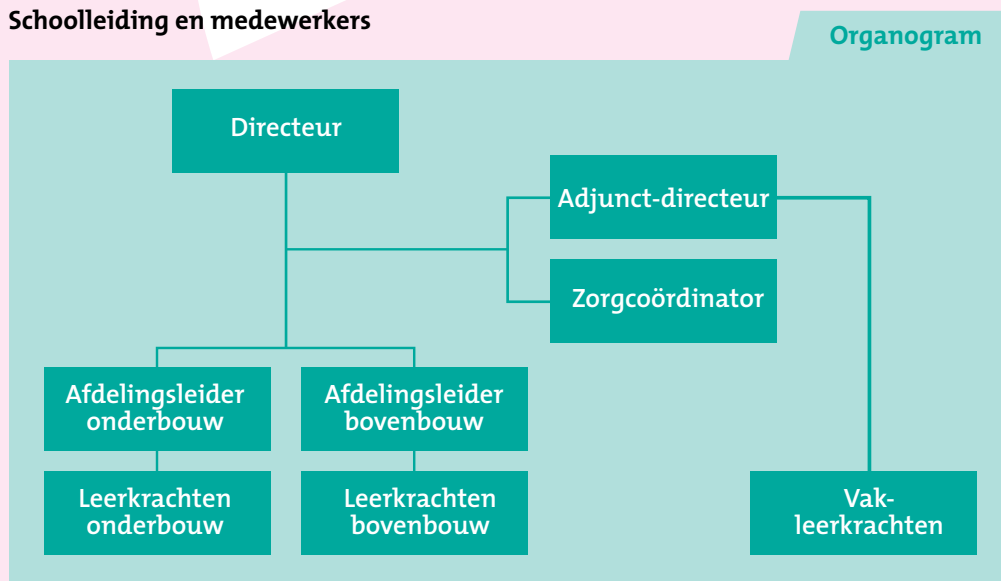 Schoolleiding en medewerkers
Organogram
Directeur
Adjunct-directeur
Zorgcoördinator
Afdelingsleider
onderbouw
Afdelingsleider
bovenbouw
Leerkrachten
onderbouw
Leerkrachten
bovenbouw
Vak-
leerkrachten